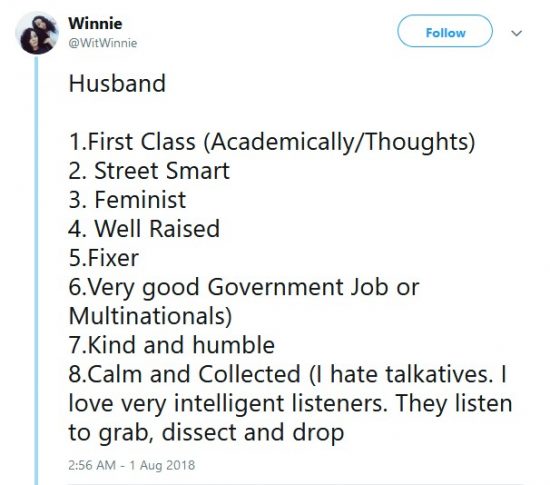 Winnie
@WitWinnie
Follow
Husband
1.First Class (Academically/Thoughts)
2. Street Smart
3. Feminist
4. Well Raised
5.Fixer
6.Very good Government Job or
Multinationals)
7.Kind and humble
8.Calm and Collected (I hate talkatives. I
love very intelligent listeners. They listen
to grab, dissect and drop
2:56 AM - 1 Aug 2018